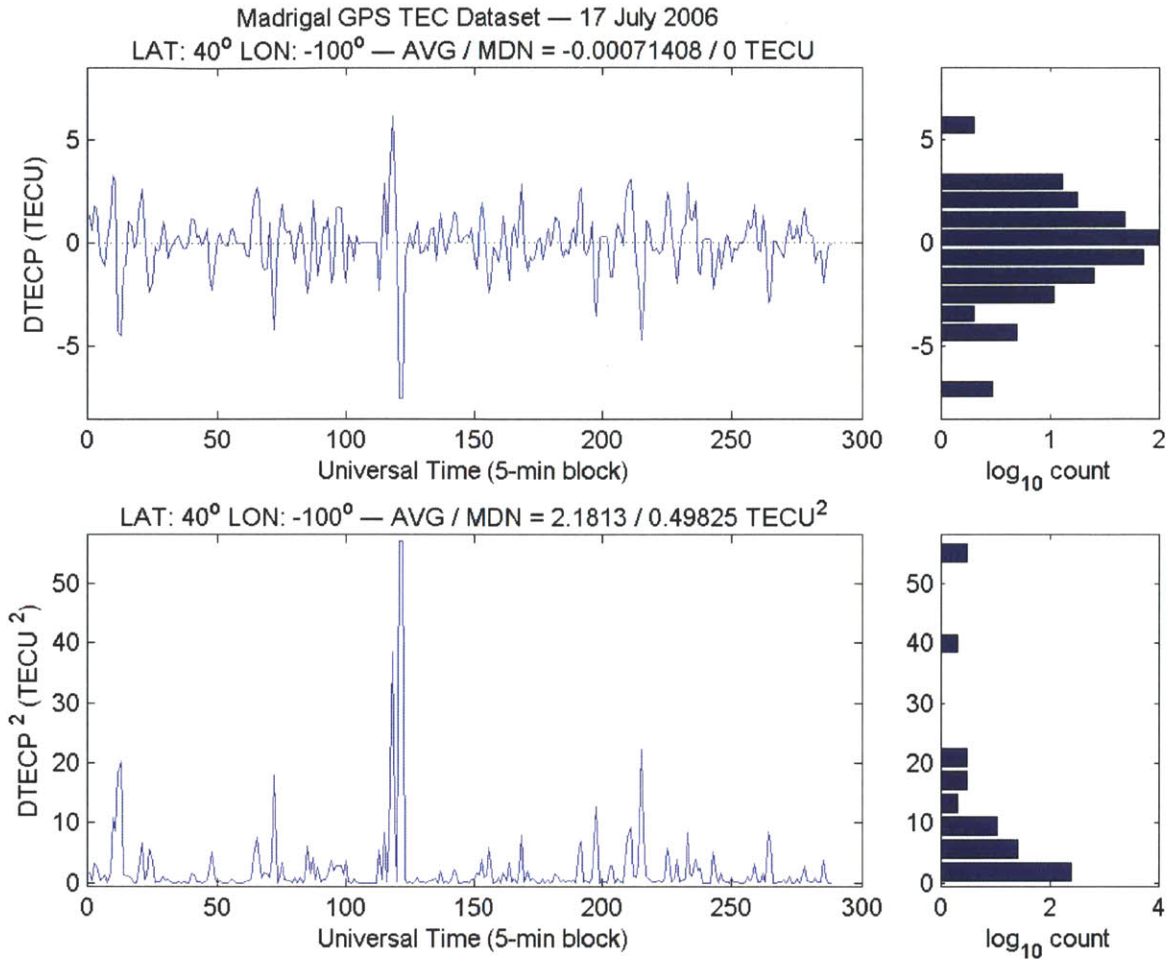 Madrigal GPS TEC Dataset — 17 July 2006
LAT: 40° LON: -100° — AVG / MDN = -0.00071408 / 0 TECU
DTECP (TECU)
5
0
-5
0 50 100 150 200 250 300
Universal Time (5-min block)
5
0
-5
0 1 2
log10 count
LAT: 40° LON: -100° — AVG / MDN = 2.1813 / 0.49825 TECU²
DTECP² (TECU²)
50
40
30
20
10
0
0 50 100 150 200 250 300
Universal Time (5-min block)
50
40
30
20
10
0
0 2 4
log10 count